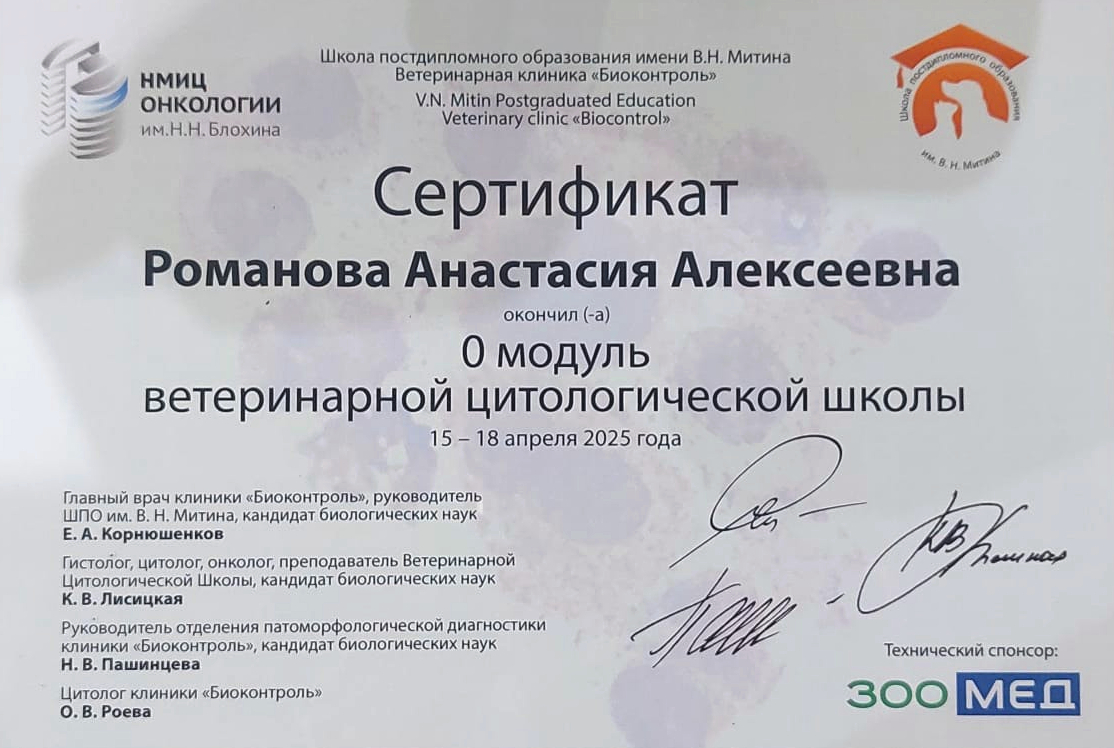 НМИЦ
ОНКОЛОГИИ
им.Н.Н. Блохина
Школа постдипломного образования имени В.Н. Митина
Ветеринарная клиника «Биоконтроль»
V.N. Mitin Postgraduated Education
Veterinary clinic «Biocontrol»
Школа постдипломного образования
им. В. Н. Митина
Сертификат
Романова Анастасия Алексеевна
окончил (-а)
0 модуль
ветеринарной цитологической школы
15 – 18 апреля 2025 года
Главный врач клиники «Биоконтроль», руководитель
ШПО им. В. Н. Митина, кандидат биологических наук
Е. А. Корнюшенков
Гистолог, цитолог, онколог, преподаватель Ветеринарной
Цитологической Школы, кандидат биологических наук
К. В. Лисицкая
Руководитель отделения патоморфологической диагностики
клиники «Биоконтроль», кандидат биологических наук
Н. В. Пашинцева
Цитолог клиники «Биоконтроль»
О. В. Роева
Технический спонсор:
ЗОО МЕД